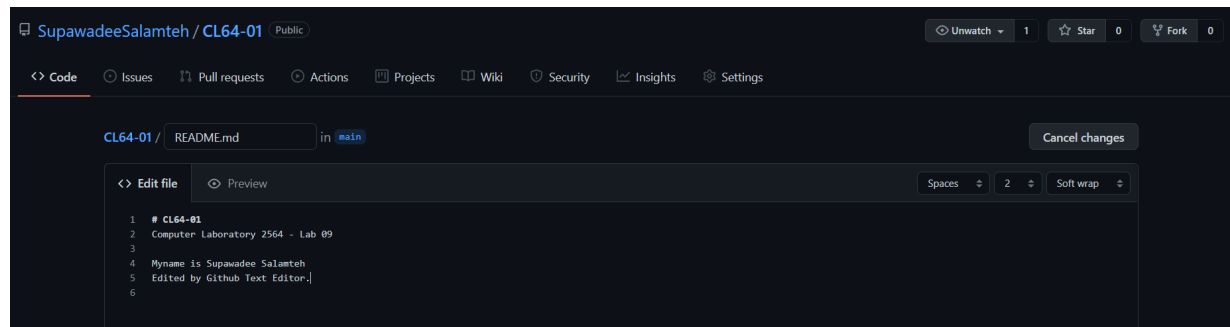 SupawadeeSalamteh / CL64-01 Public
Unwatch 1 Star 0 Fork 0
<> Code Issues Pull requests Actions Projects Wiki Security Insights Settings
CL64-01 / README.md in main
Cancel changes
<> Edit file Preview
Spaces 2 Soft wrap
1 # CL64-01
2 Computer Laboratory 2564 - Lab 09
3
4 Myname is Supawadee Salamteh
5 Edited by Github Text Editor.
6